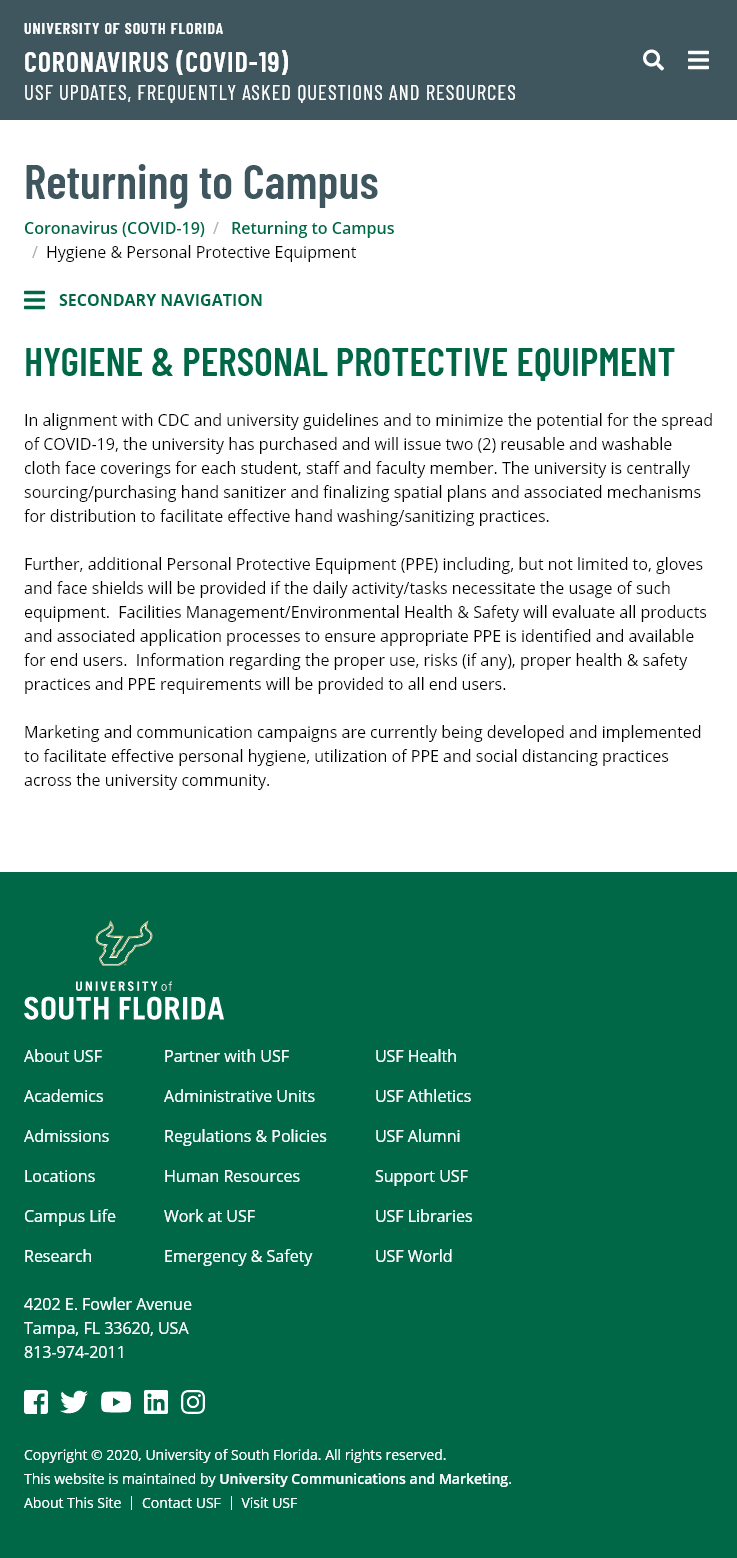 UNIVERSITY OF SOUTH FLORIDA
CORONAVIRUS (COVID-19)
USF UPDATES, FREQUENTLY ASKED QUESTIONS AND RESOURCES
Returning to Campus
Coronavirus (COVID-19) / Returning to Campus
/ Hygiene & Personal Protective Equipment
SECONDARY NAVIGATION
HYGIENE & PERSONAL PROTECTIVE EQUIPMENT
In alignment with CDC and university guidelines and to minimize the potential for the spread
of COVID-19, the university has purchased and will issue two (2) reusable and washable
cloth face coverings for each student, staff and faculty member. The university is centrally
sourcing/purchasing hand sanitizer and finalizing spatial plans and associated mechanisms
for distribution to facilitate effective hand washing/sanitizing practices.
Further, additional Personal Protective Equipment (PPE) including, but not limited to, gloves
and face shields will be provided if the daily activity/tasks necessitate the usage of such
equipment.  Facilities Management/Environmental Health & Safety will evaluate all products
and associated application processes to ensure appropriate PPE is identified and available
for end users.  Information regarding the proper use, risks (if any), proper health & safety
practices and PPE requirements will be provided to all end users.
Marketing and communication campaigns are currently being developed and implemented
to facilitate effective personal hygiene, utilization of PPE and social distancing practices
across the university community.
UNIVERSITY of
SOUTH FLORIDA
About USF
Academics
Admissions
Locations
Campus Life
Research
Partner with USF
Administrative Units
Regulations & Policies
Human Resources
Work at USF
Emergency & Safety
USF Health
USF Athletics
USF Alumni
Support USF
USF Libraries
USF World
4202 E. Fowler Avenue
Tampa, FL 33620, USA
813-974-2011
Copyright © 2020, University of South Florida. All rights reserved.
This website is maintained by University Communications and Marketing.
About This Site | Contact USF | Visit USF